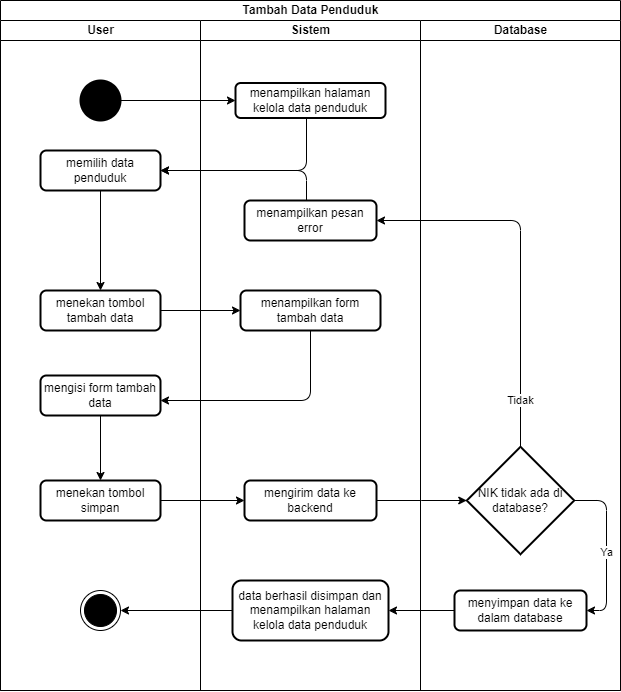 Tambah Data Penduduk
User
Sistem
Database
menampilkan halaman
kelola data penduduk
memilih data
penduduk
menampilkan pesan
error
menekan tombol
tambah data
menampilkan form
tambah data
mengisi form tambah
data
Tidak
menekan tombol
simpan
mengirim data ke
backend
NIK tidak ada di
database?
Ya
data berhasil disimpan dan
menampilkan halaman
kelola data penduduk
menyimpan data ke
dalam database